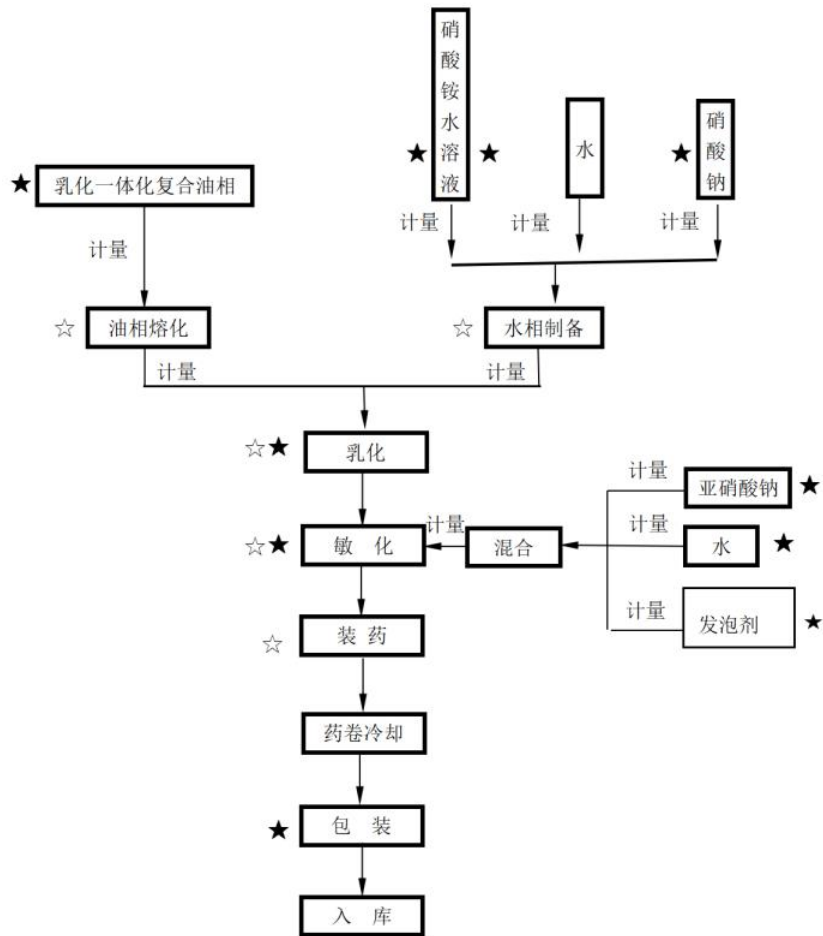 硝酸铵水溶液
水
硝酸钠
★
★
★
★
乳化一体化复合油相
计量
计量
计量
计量
☆
油相熔化
☆
水相制备
计量
计量
☆★
乳化
计量
亚硝酸钠
★
☆★
敏 化
计量
混合
计量
水
★
☆
装 药
计量
发泡剂
★
药卷冷却
★
包 装
入 库